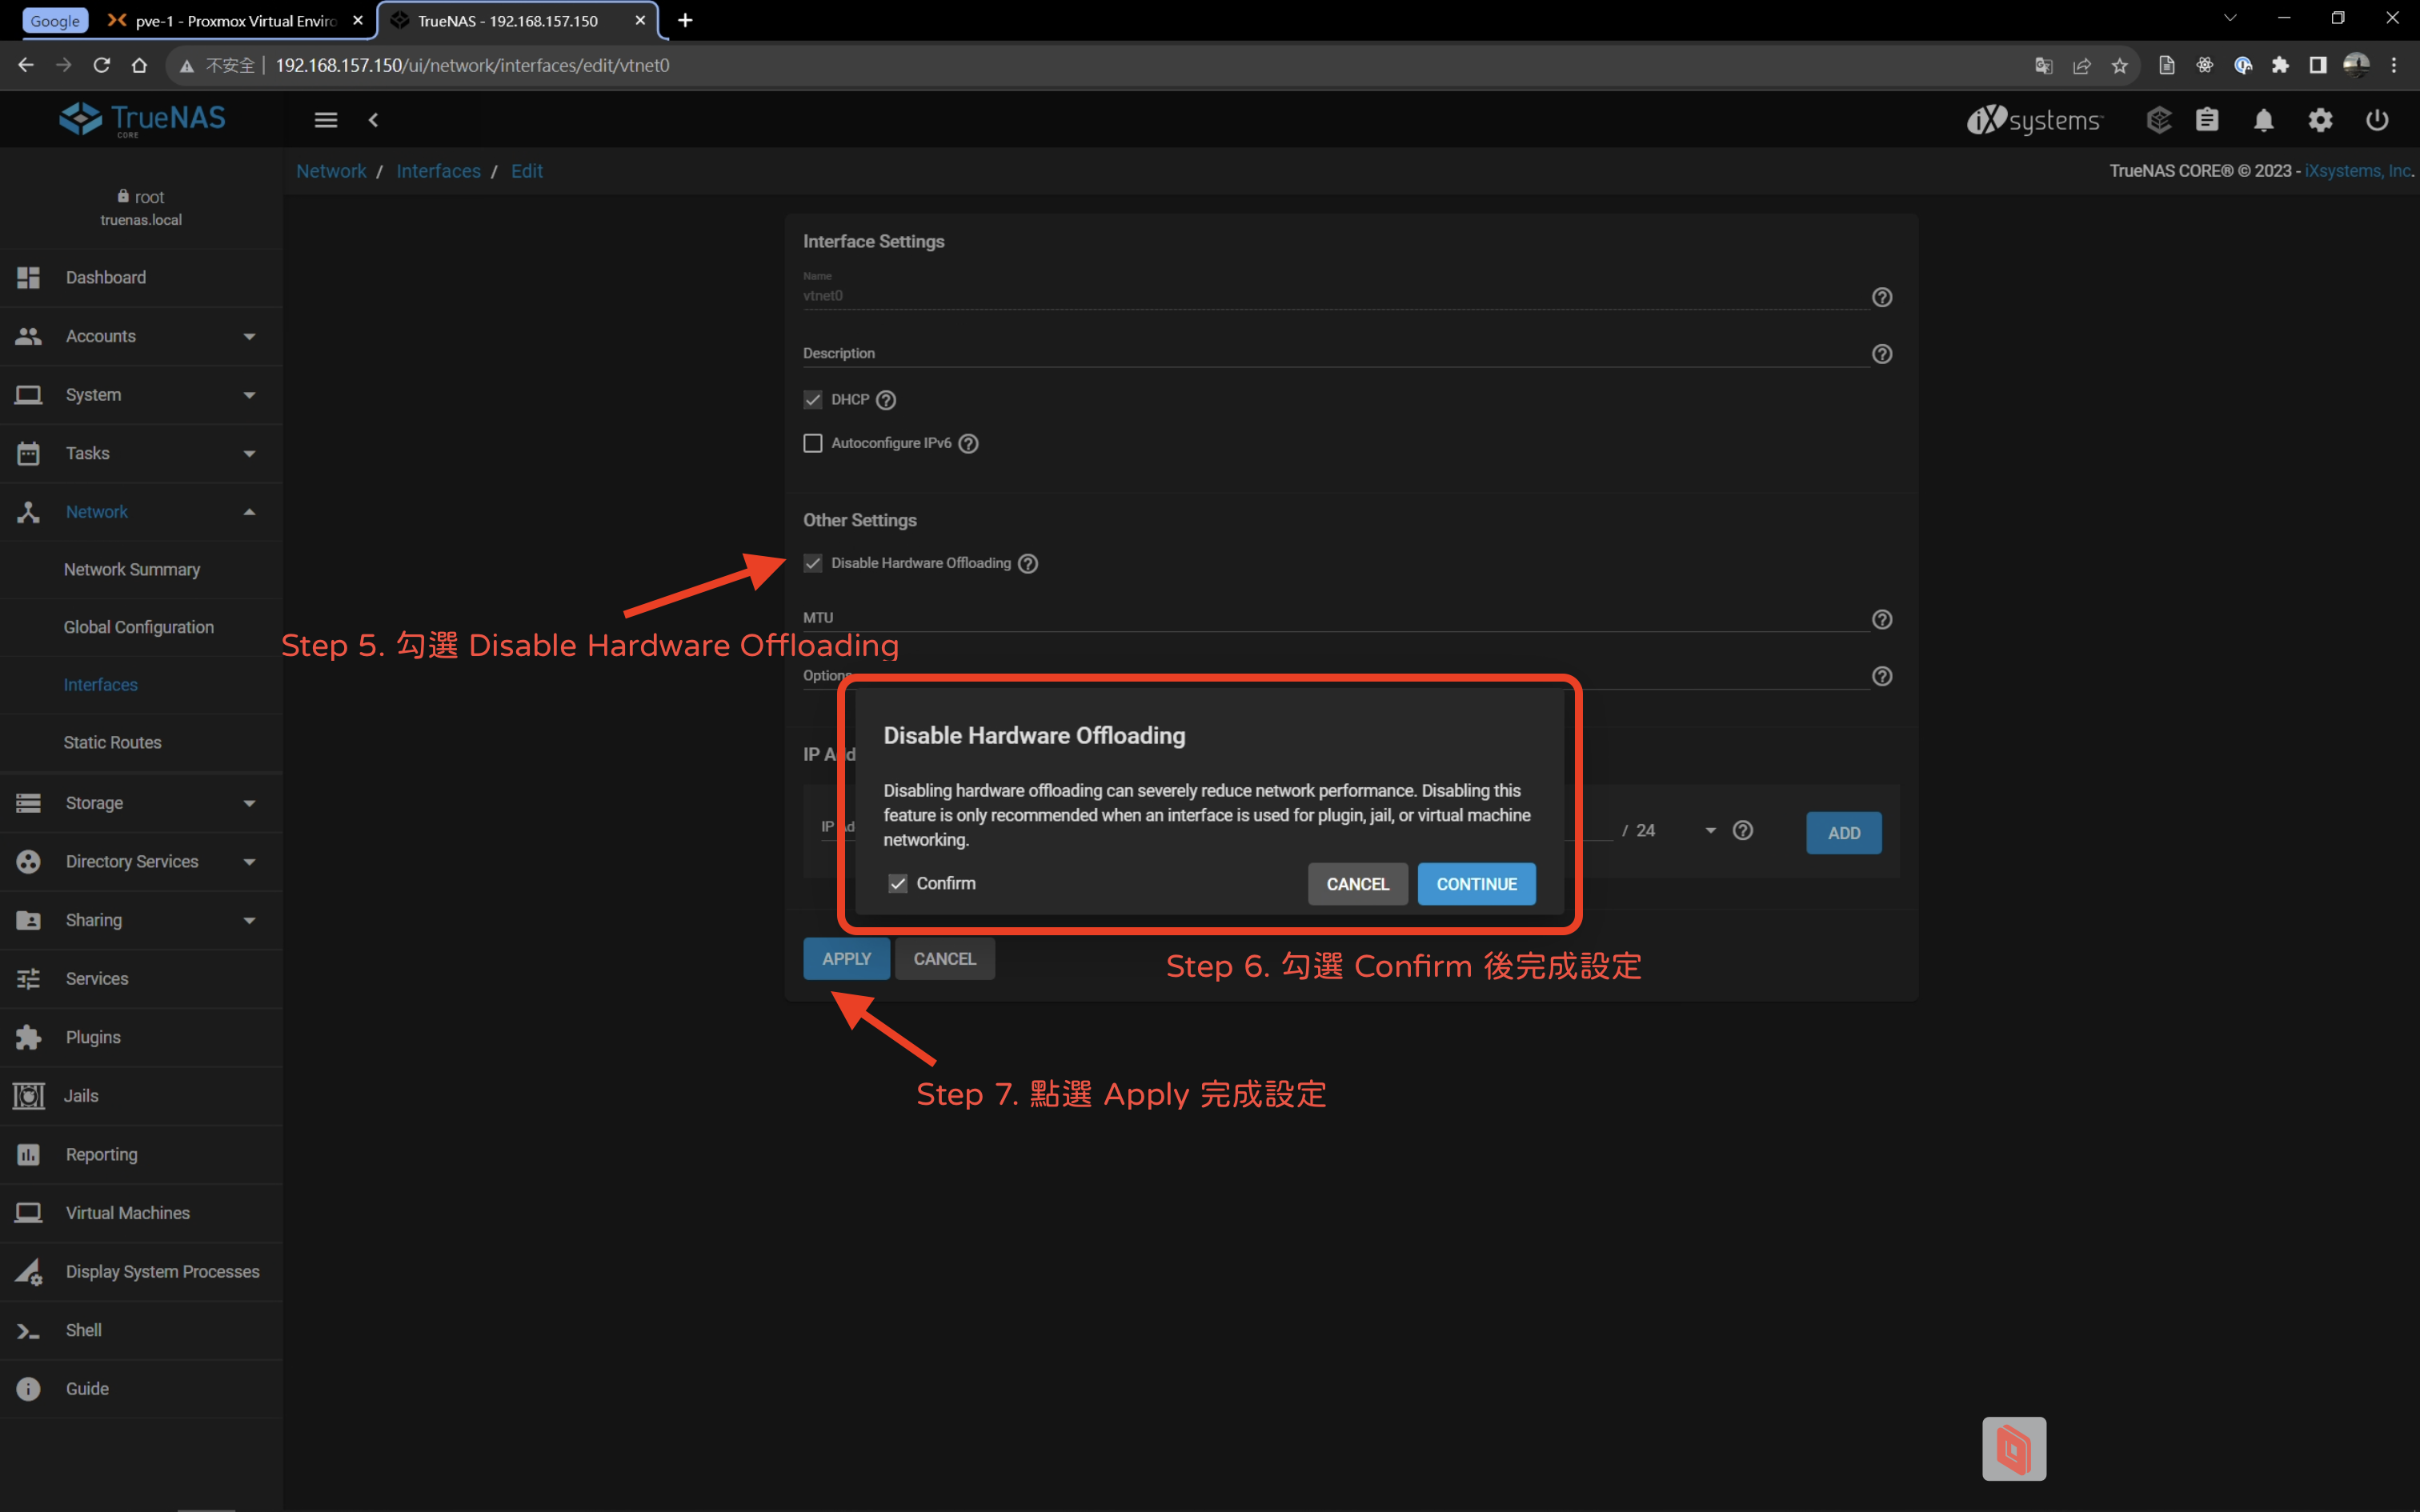 Google
pve-1 - Proxmox Virtual Enviro
TrueNAS - 192.168.157.150
不安全 | 192.168.157.150/ui/network/interfaces/edit/vtnet0
TrueNAS
CORE
iXsystems
Network / Interfaces / Edit
TrueNAS CORE® © 2023 - iXsystems, Inc.
root
truenas.local
Dashboard
Accounts
System
Tasks
Network
Network Summary
Global Configuration
Interfaces
Static Routes
Storage
Directory Services
Sharing
Services
Plugins
Jails
Reporting
Virtual Machines
Display System Processes
Shell
Guide
Interface Settings
Name
vtnet0
Description
DHCP
Autoconfigure IPv6
Other Settings
Disable Hardware Offloading
Step 5. 勾選 Disable Hardware Offloading
MTU
Options
IP Add
IP Ad
/ 24
ADD
Disable Hardware Offloading
Disabling hardware offloading can severely reduce network performance. Disabling this
feature is only recommended when an interface is used for plugin, jail, or virtual machine
networking.
Confirm
CANCEL
CONTINUE
APPLY
CANCEL
Step 6. 勾選 Confirm 後完成設定
Step 7. 點選 Apply 完成設定